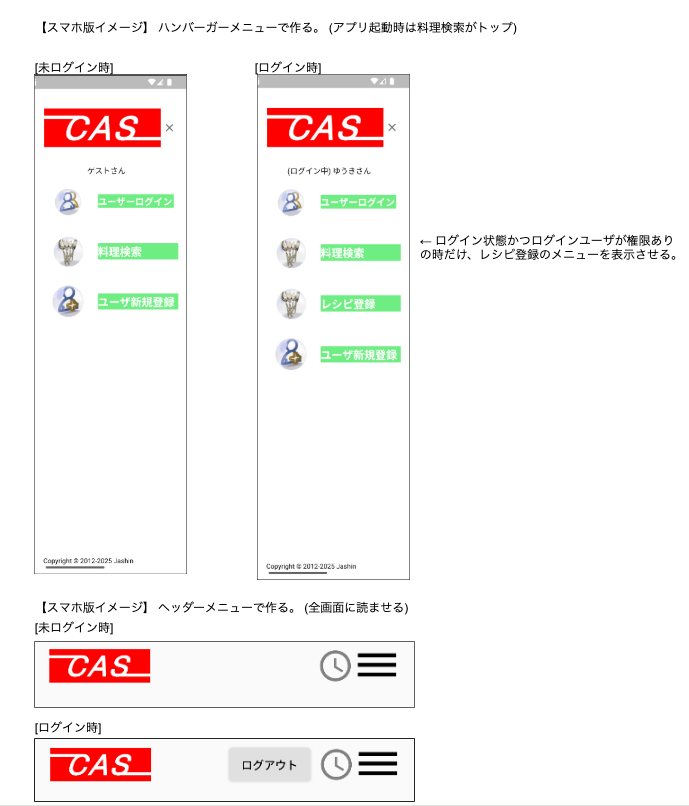 【スマホ版イメージ】 ハンバーガーメニューで作る。 (アプリ起動時は料理検索がトップ)
[未ログイン時]
CAS
×
ゲストさん
ユーザーログイン
料理検索
ユーザ新規登録
Copyright © 2012-2025 Jashin
[ログイン時]
CAS
×
(ログイン中) ゆうきさん
ユーザーログイン
料理検索
レシピ登録
ユーザ新規登録
Copyright © 2012-2025 Jashin
← ログイン状態かつログインユーザが権限あり
の時だけ、レシピ登録のメニューを表示させる。
【スマホ版イメージ】 ヘッダーメニューで作る。 (全画面に読ませる)
[未ログイン時]
CAS
[ログイン時]
CAS
ログアウト